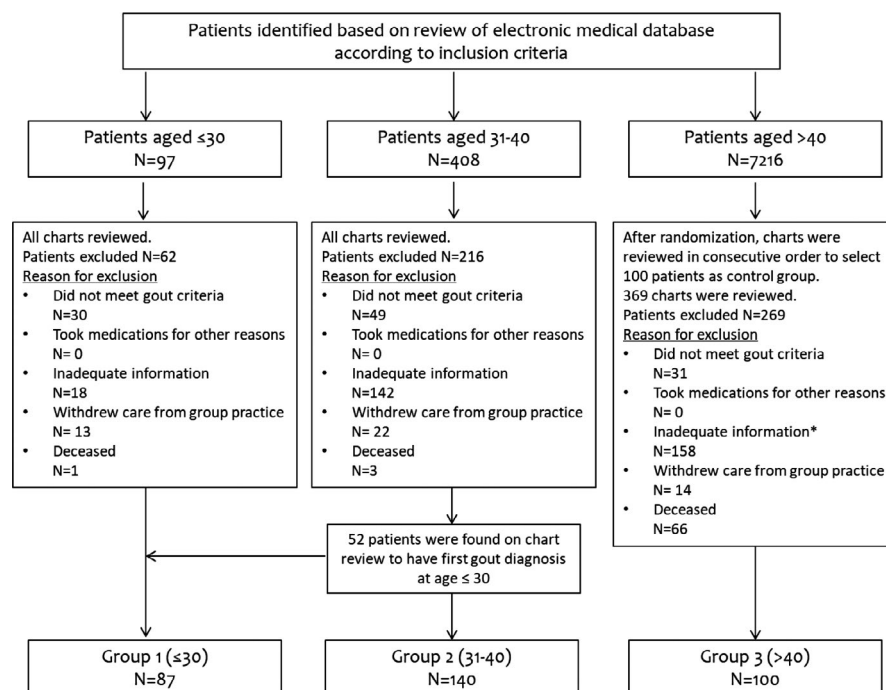 Patients identified based on review of electronic medical database
according to inclusion criteria
Patients aged ≤30
N=97
Patients aged 31-40
N=408
Patients aged >40
N=7216
All charts reviewed.
Patients excluded N=62
Reason for exclusion
• Did not meet gout criteria
N=30
• Took medications for other reasons
N= 0
• Inadequate information
N=18
• Withdrew care from group practice
N= 13
• Deceased
N=1
All charts reviewed.
Patients excluded N=216
Reason for exclusion
• Did not meet gout criteria
N=49
• Took medications for other reasons
N= 0
• Inadequate information
N=142
• Withdrew care from group practice
N= 22
• Deceased
N=3
After randomization, charts were
reviewed in consecutive order to select
100 patients as control group.
369 charts were reviewed.
Patients excluded N=269
Reason for exclusion
• Did not meet gout criteria
N=31
• Took medications for other reasons
N= 0
• Inadequate information*
N=158
• Withdrew care from group practice
N= 14
• Deceased
N=66
52 patients were found on chart
review to have first gout diagnosis
at age ≤ 30
Group 1 (≤30)
N=87
Group 2 (31-40)
N=140
Group 3 (>40)
N=100